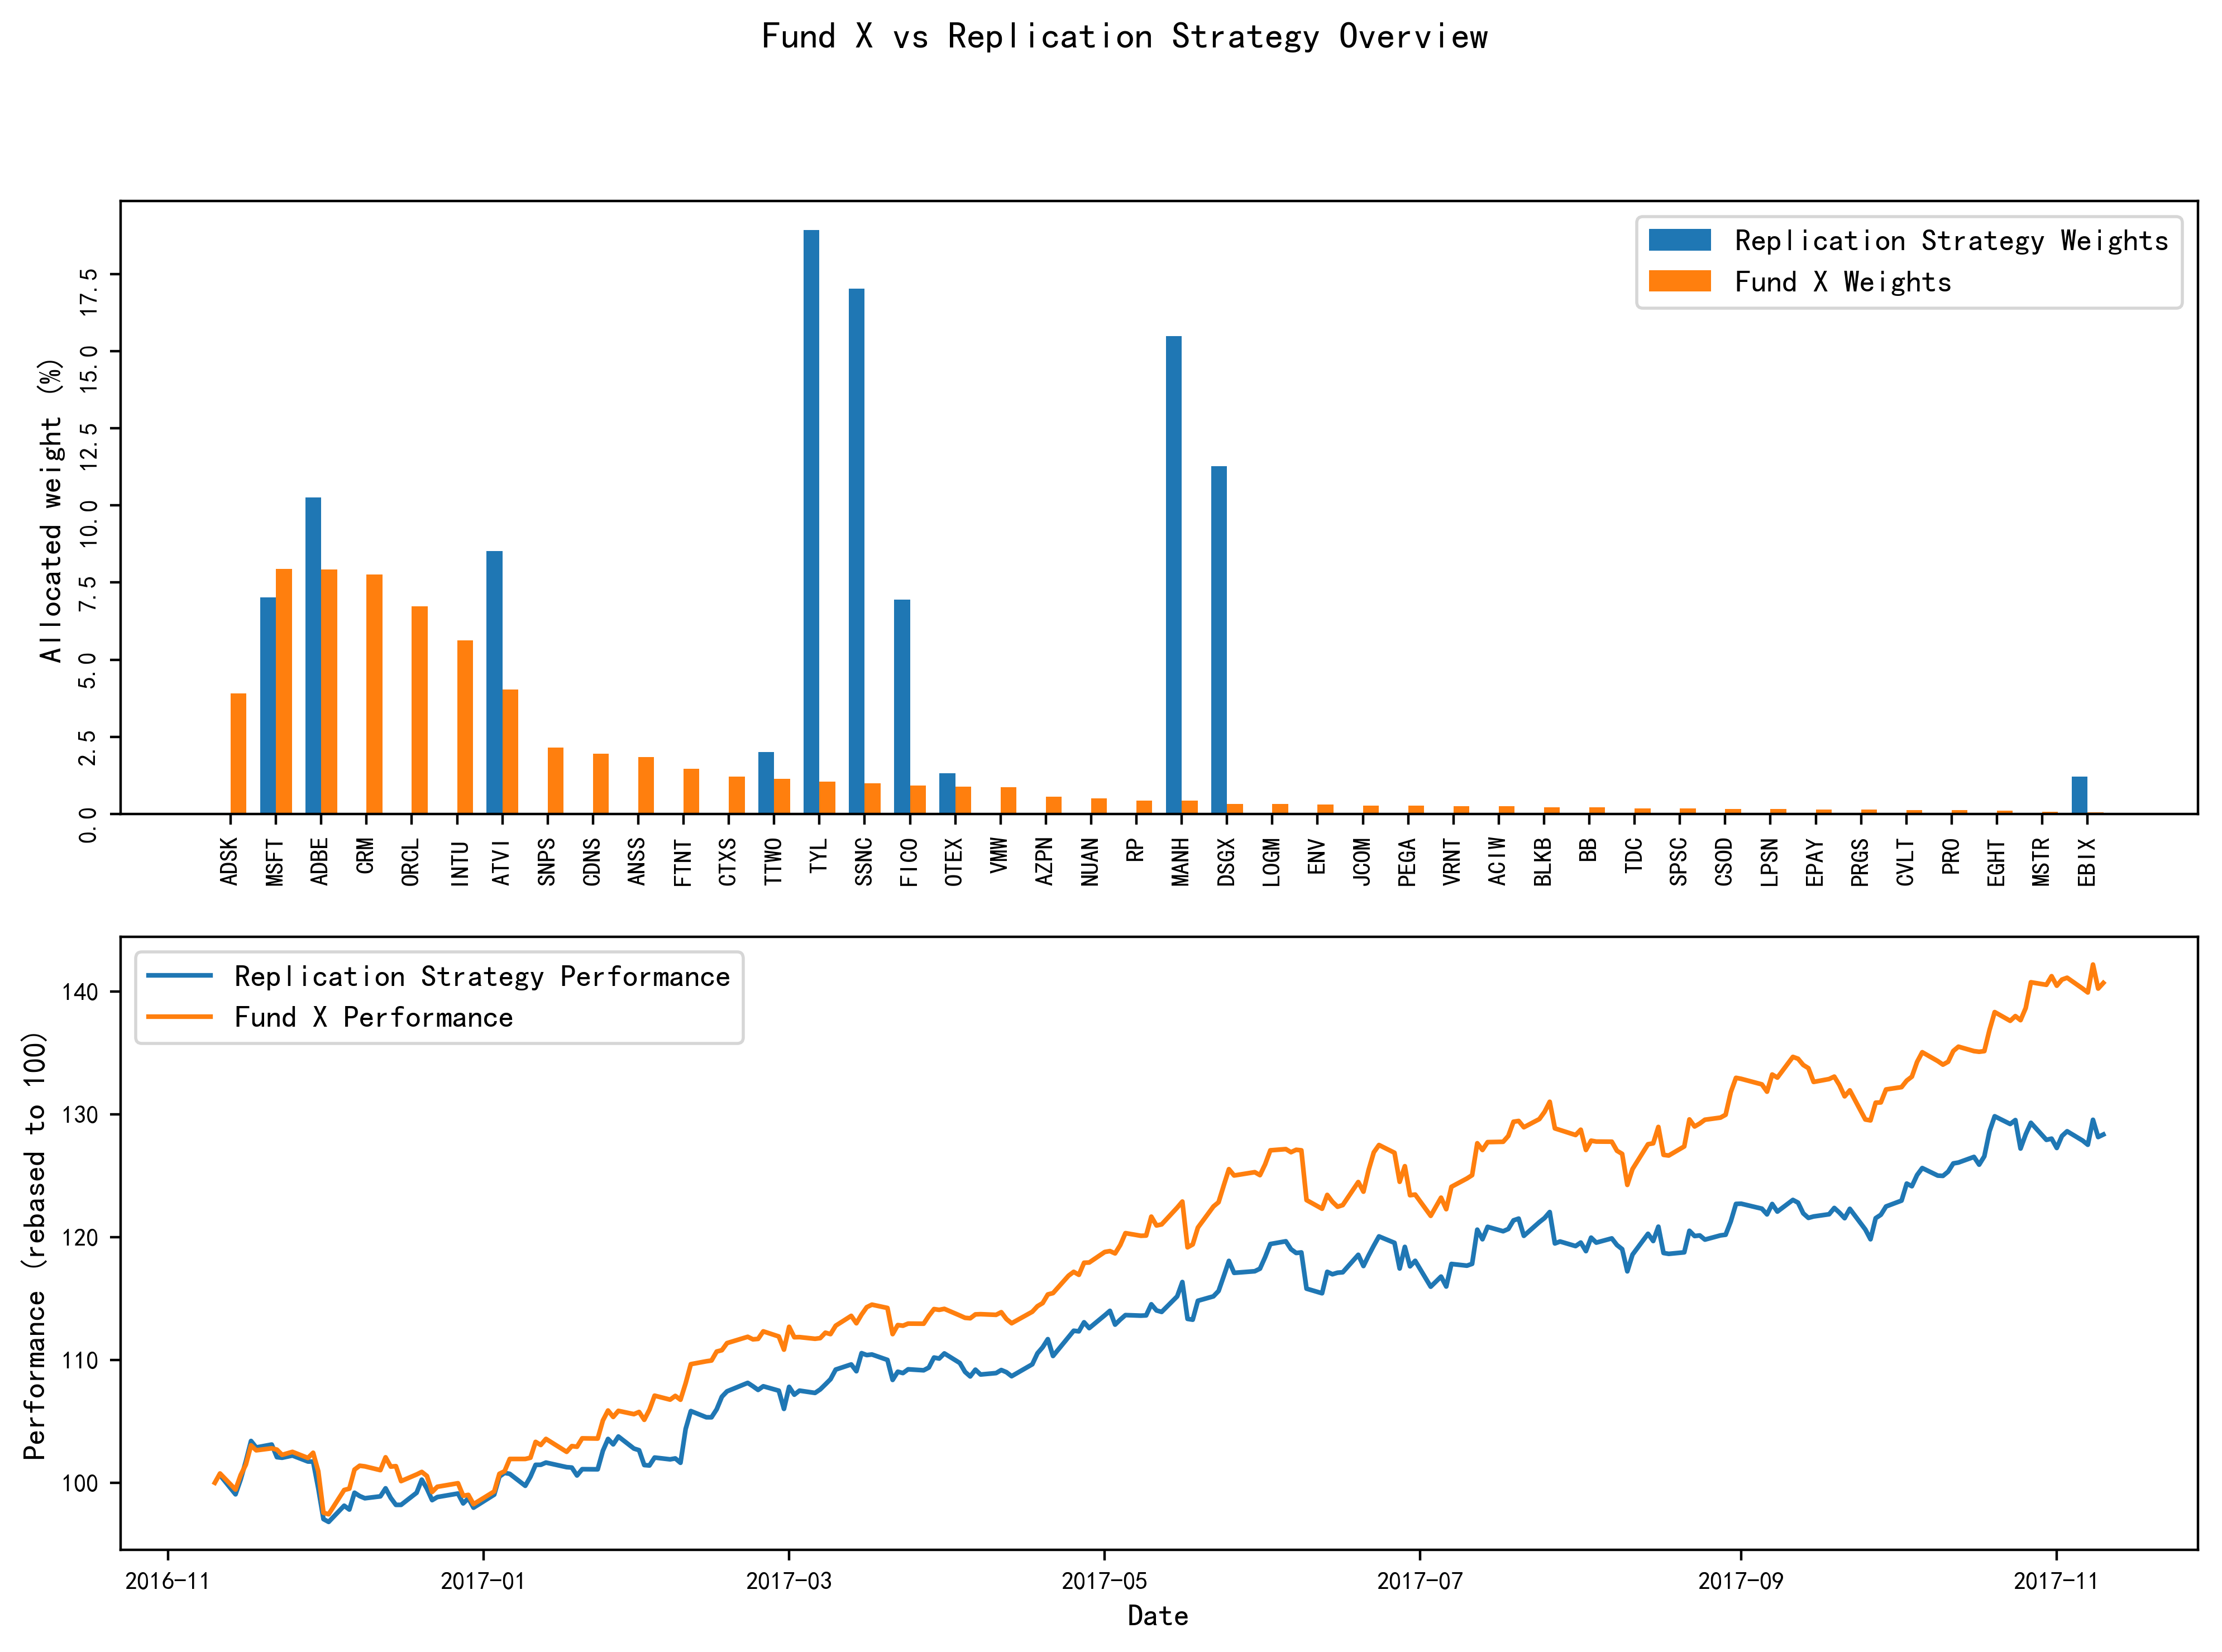 Fund X vs Replication Strategy Overview
Replication Strategy Weights
Fund X Weights
Allocated weight (%)
17.5
15.0
12.5
10.0
7.5
5.0
2.5
0.0
ADSK MSFT ADBE CRM ORCL INTU ATVI SNPS CDNS ANSS FTNT CTXS TTWO TYL SSNC FICO OTEX VMW AZPN NUAN RP MANH DSGX LOGM ENV JCOM PEGA VRNT ACIW BLKB BB TDC SPSC CSOD LPSN EPAY PRGS CVLT PRO EGHT MSTR EBIX
Replication Strategy Performance
Fund X Performance
Performance (rebased to 100)
140
130
120
110
100
2016-11 2017-01 2017-03 2017-05 2017-07 2017-09 2017-11
Date